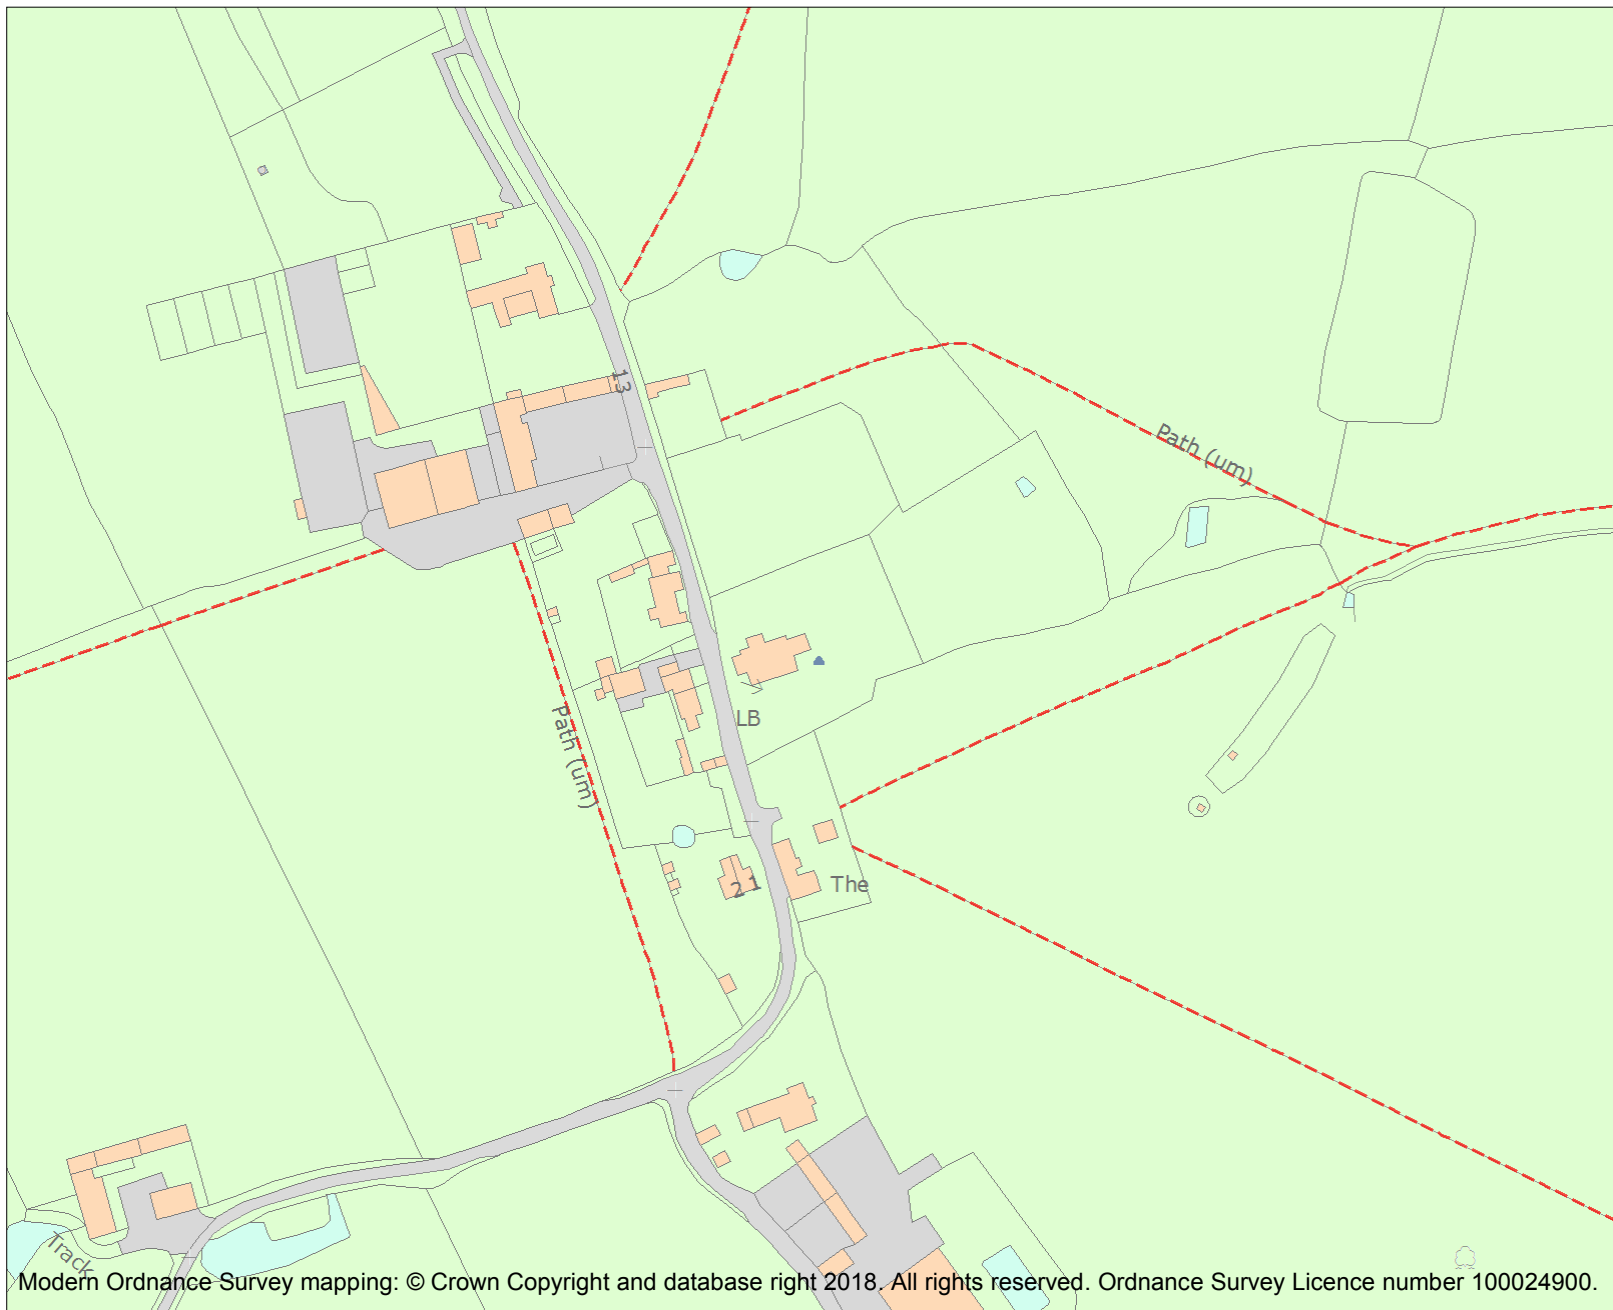 13
Path (um)
Path (um)
LB
The
2 1
Track
Modern Ordnance Survey mapping: © Crown Copyright and database right 2018. All rights reserved. Ordnance Survey Licence number 100024900.